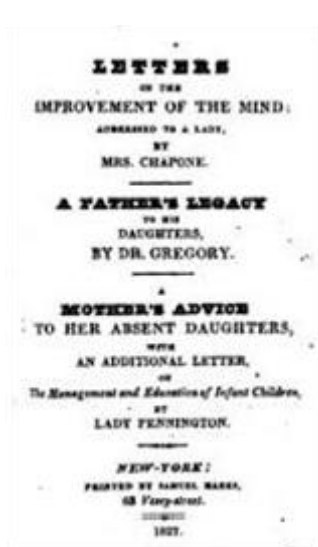 LETTERS
ON THE
IMPROVEMENT OF THE MIND:
ADDRESSED TO A LADY,
BY
MRS. CHAPONE.
A FATHER'S LEGACY
TO HIS
DAUGHTERS,
BY DR. GREGORY.
A
MOTHER'S ADVICE
TO HER ABSENT DAUGHTERS,
WITH
AN ADDITIONAL LETTER,
ON
The Management and Education of Infant Children,
BY
LADY PENNINGTON.
NEW-YORK:
PRINTED BY SAMUEL MARKS,
63 Vesey-street.
1827.